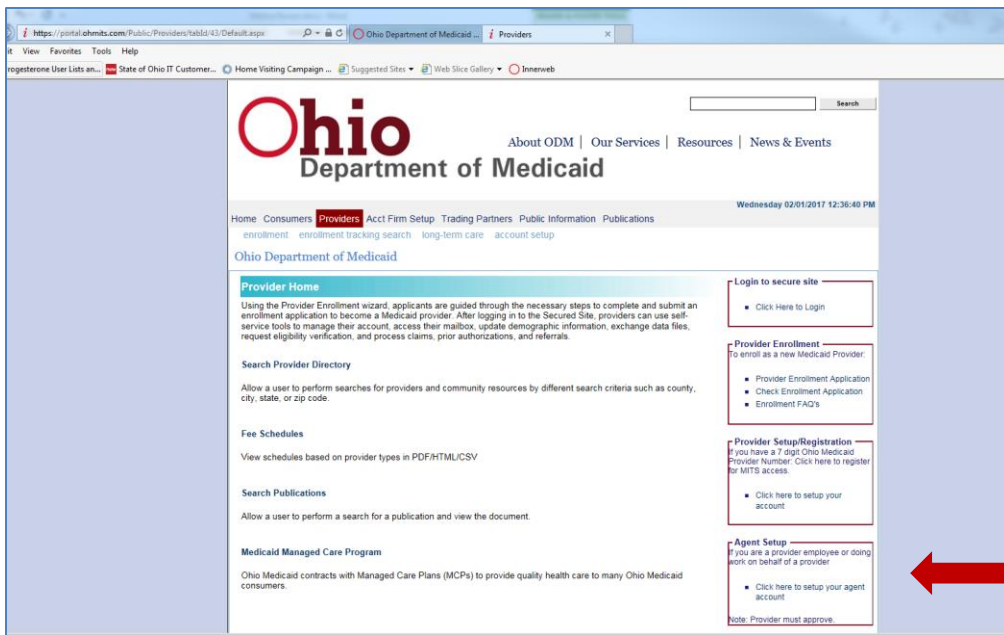 https://portal.ohmits.com/Public/Providers/tabId/43/Default.aspx
Ohio Department of Medicaid ...
Providers
it View Favorites Tools Help
rogesterone User Lists an... State of Ohio IT Customer... Home Visiting Campaign ... Suggested Sites Web Slice Gallery Innerweb
Ohio
Department of Medicaid
Search
About ODM | Our Services | Resources | News & Events
Wednesday 02/01/2017 12:36:40 PM
Home Consumers Providers Acct Firm Setup Trading Partners Public Information Publications
enrollment enrollment tracking search long-term care account setup
Ohio Department of Medicaid
Provider Home
Using the Provider Enrollment wizard, applicants are guided through the necessary steps to complete and submit an
enrollment application to become a Medicaid provider. After logging in to the Secured Site, providers can use self-
service tools to manage their account, access their mailbox, update demographic information, exchange data files,
request eligibility verification, and process claims, prior authorizations, and referrals.
Search Provider Directory
Allow a user to perform searches for providers and community resources by different search criteria such as county,
city, state, or zip code.
Fee Schedules
View schedules based on provider types in PDF/HTML/CSV
Search Publications
Allow a user to perform a search for a publication and view the document.
Medicaid Managed Care Program
Ohio Medicaid contracts with Managed Care Plans (MCPs) to provide quality health care to many Ohio Medicaid
consumers.
Login to secure site
Click Here to Login
Provider Enrollment
To enroll as a new Medicaid Provider:
Provider Enrollment Application
Check Enrollment Application
Enrollment FAQ's
Provider Setup/Registration
If you have a 7 digit Ohio Medicaid
Provider Number: Click here to register
for MITS access.
Click here to setup your
account
Agent Setup
If you are a provider employee or doing
work on behalf of a provider
Click here to setup your agent
account
Note: Provider must approve.